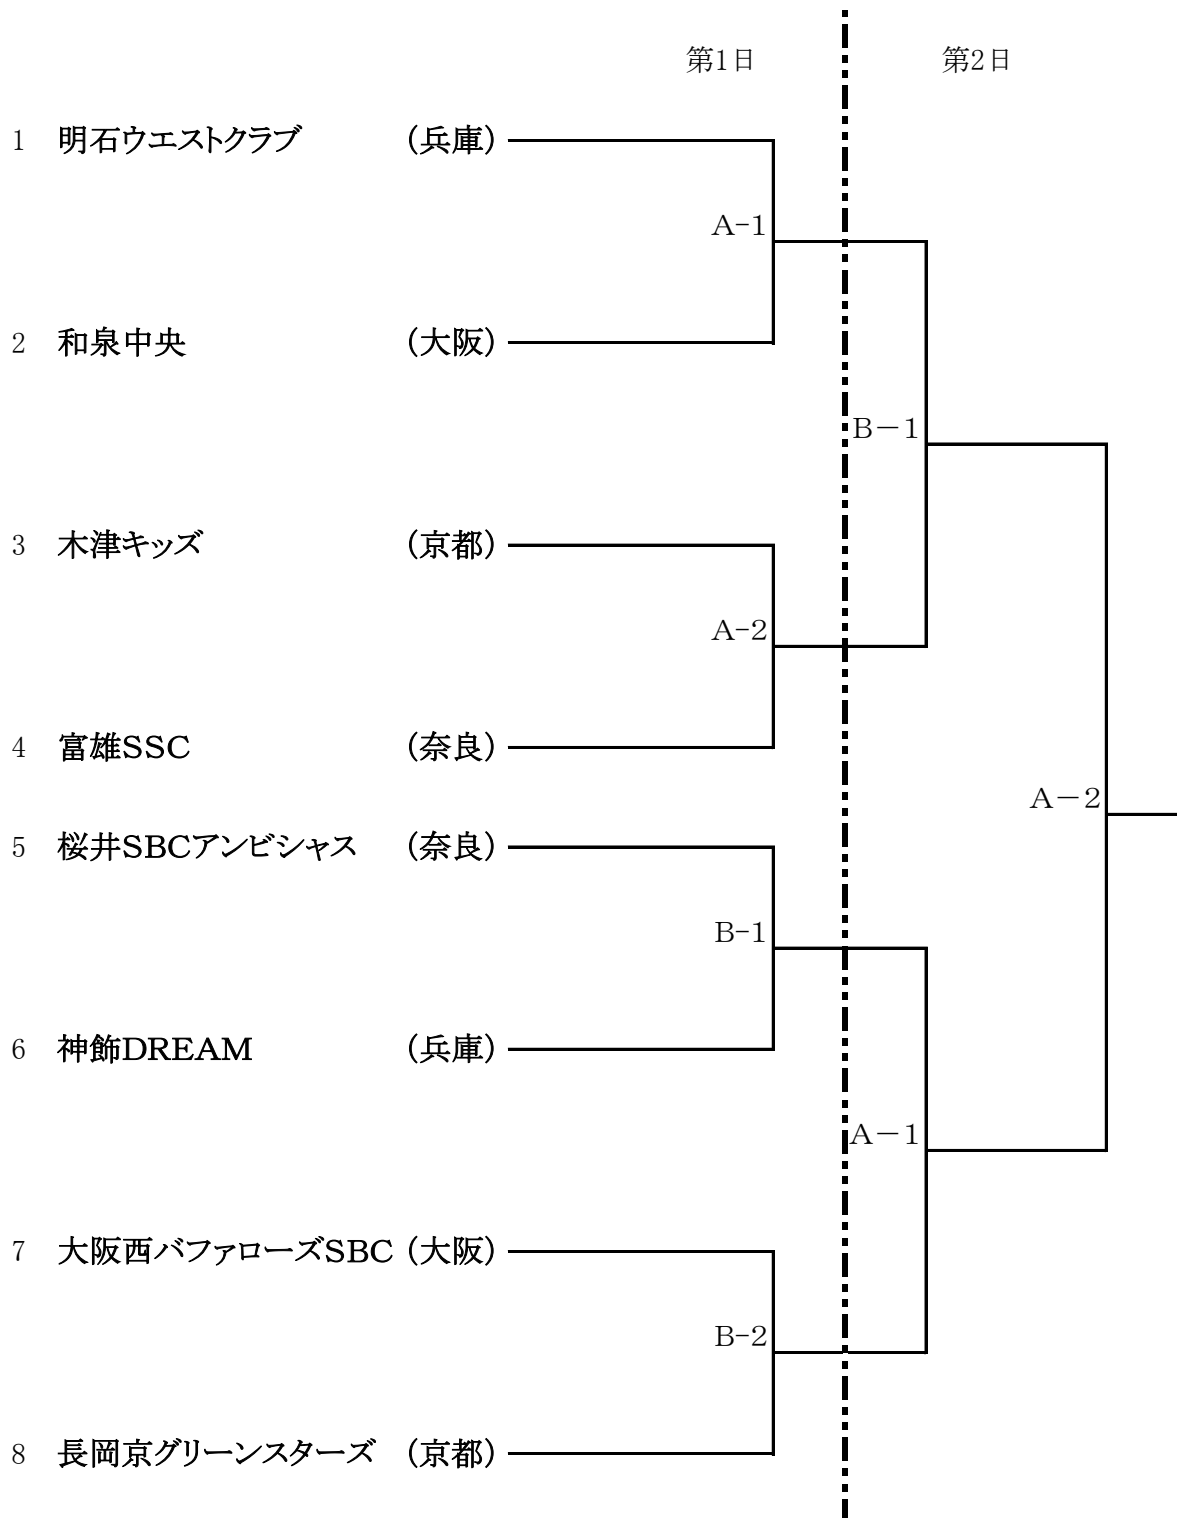 第1日 第2日
1 明石ウエストクラブ (兵庫)
A-1
2 和泉中央 (大阪)
B－1
3 木津キッズ (京都)
A-2
4 富雄SSC (奈良)
A－2
5 桜井SBCアンビシャス (奈良)
B-1
6 神飾DREAM (兵庫)
A－1
7 大阪西バファローズSBC (大阪)
B-2
8 長岡京グリーンスターズ (京都)